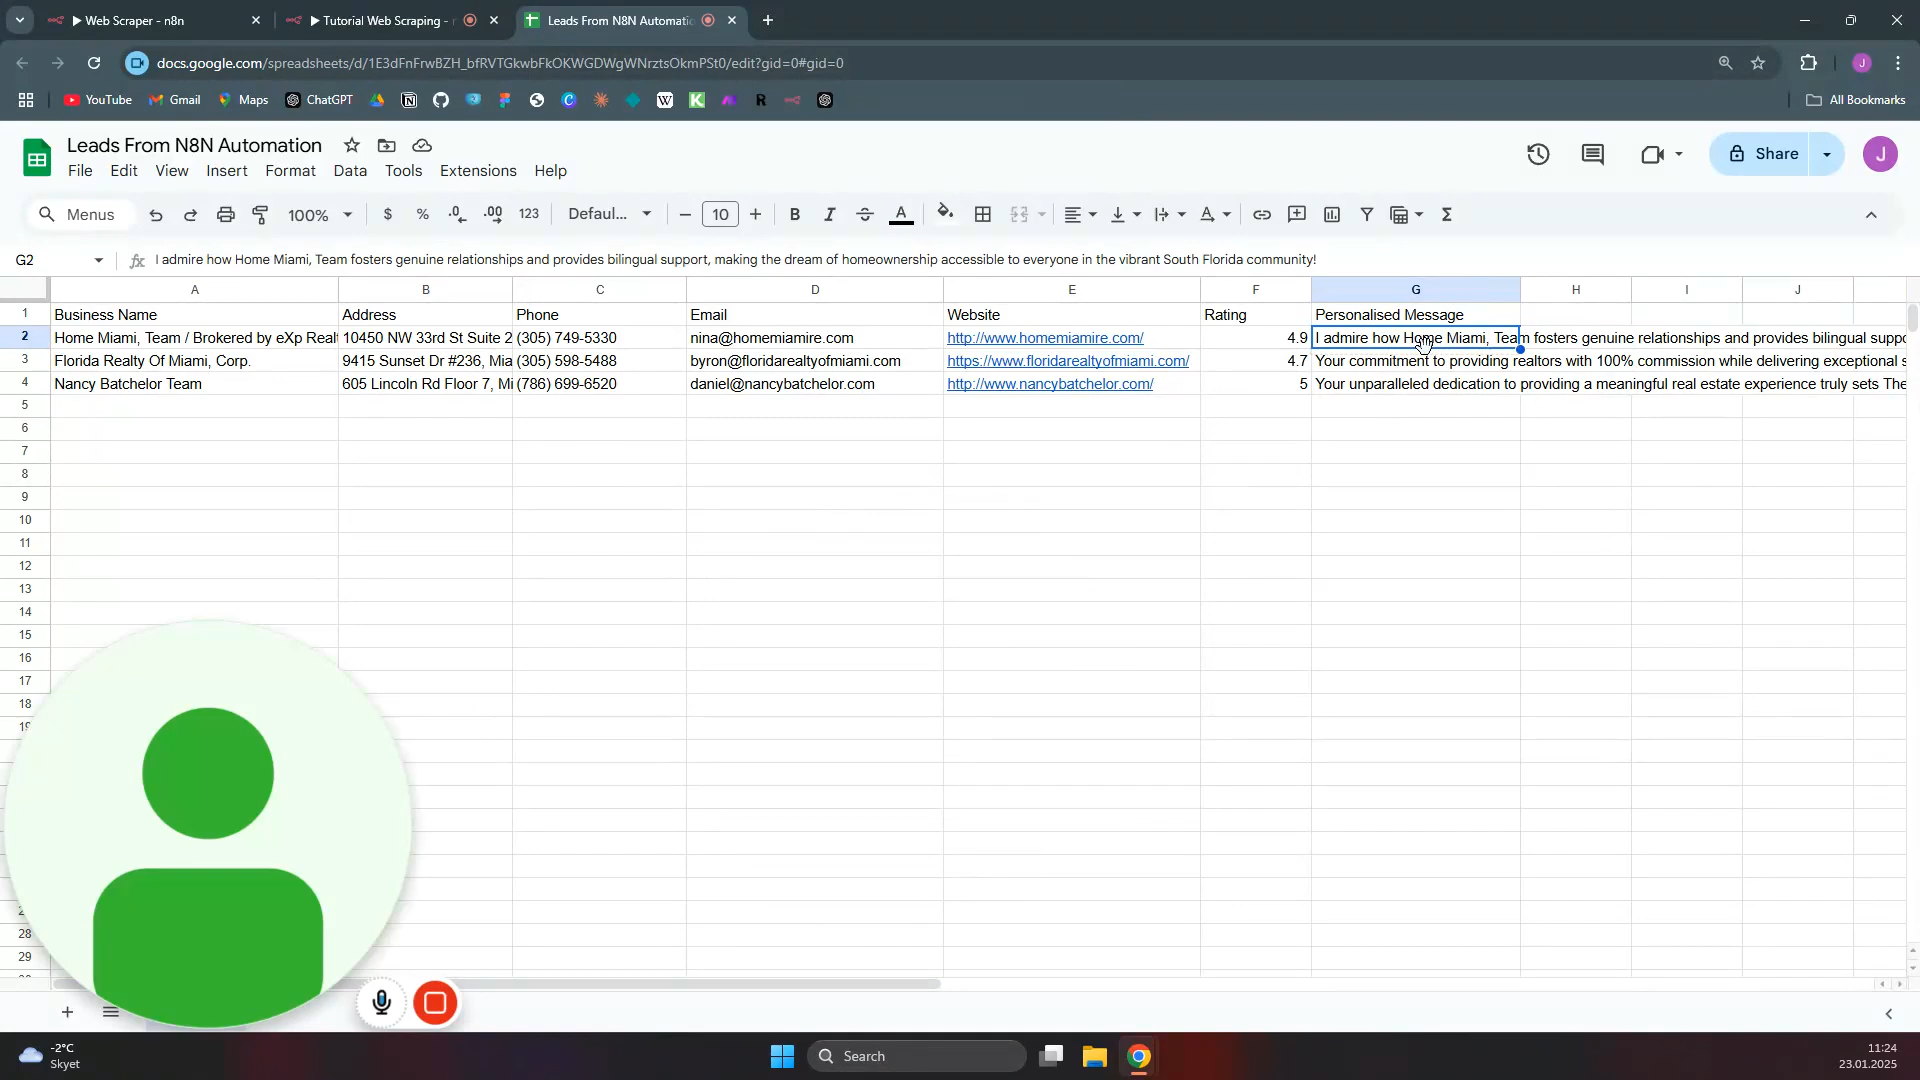 Web Scraper - n8n
Tutorial Web Scraping -
Leads From N8N Automatio
docs.google.com/spreadsheets/d/1E3dFnFrwBZH_bfRVTGkwbFkOKWGDWgWNrztsOkmPSt0/edit?gid=0#gid=0
YouTube Gmail Maps ChatGPT All Bookmarks
Leads From N8N Automation
File Edit View Insert Format Data Tools Extensions Help
Share
J
Menus 100% $ % .0 .00 123 Defaul... 10 B I A
G2 fx I admire how Home Miami, Team fosters genuine relationships and provides bilingual support, making the dream of homeownership accessible to everyone in the vibrant South Florida community!
A B C D E F G H I J
1 Business Name Address Phone Email Website Rating Personalised Message
2 Home Miami, Team / Brokered by eXp Realt 10450 NW 33rd St Suite 2 (305) 749-5330 nina@homemiamire.com http://www.homemiamire.com/ 4.9 I admire how Home Miami, Team fosters genuine relationships and provides bilingual suppo
3 Florida Realty Of Miami, Corp. 9415 Sunset Dr #236, Mia (305) 598-5488 byron@floridarealtyofmiami.com https://www.floridarealtyofmiami.com/ 4.7 Your commitment to providing realtors with 100% commission while delivering exceptional s
4 Nancy Batchelor Team 605 Lincoln Rd Floor 7, Mi (786) 699-6520 daniel@nancybatchelor.com http://www.nancybatchelor.com/ 5 Your unparalleled dedication to providing a meaningful real estate experience truly sets The
5
6
7
8
9
10
11
12
13
14
15
16
17
18
19
28
29
-2°C
Skyet
Search
11:24
23.01.2025